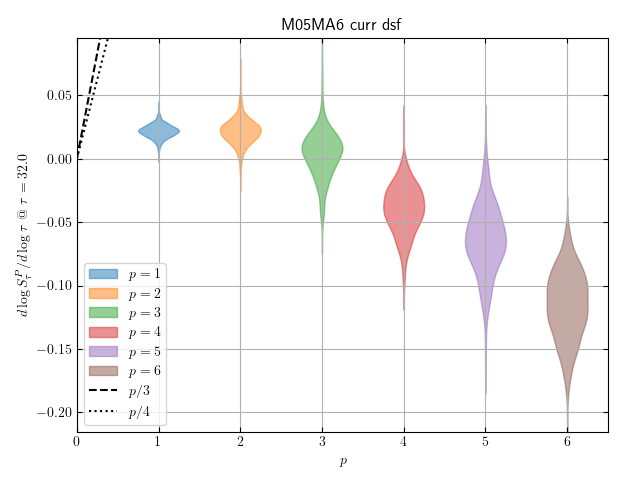 M05MA6 curr dsf
d log S_τ^P / d log τ @ τ = 32.0
0.05
0.00
−0.05
−0.10
−0.15
−0.20
p = 1
p = 2
p = 3
p = 4
p = 5
p = 6
p/3
p/4
0 1 2 3 4 5 6
p